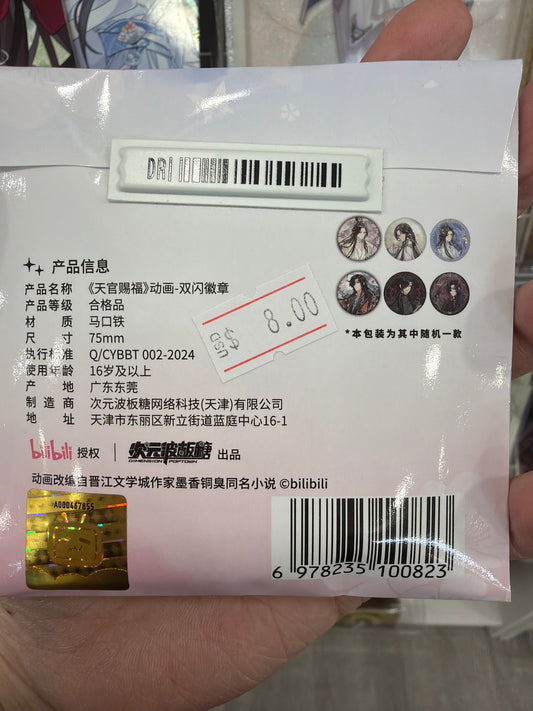 DRI
产品信息
产品名称 《天官赐福》动画-双闪徽章
产品等级 合格品
材 质 马口铁
尺 寸 75mm
执行标准 Q/CYBBT 002-2024
使用年龄 16岁及以上
产 地 广东东莞
制 造 商 次元波板糖网络科技(天津)有限公司
地 址 天津市东丽区新立街道蓝庭中心16-1
USD $ 8.00
*本包装为其中随机一款
bilibili 授权 次元波板糖 DIMENSION POPTOWN 出品
动画改编自晋江文学城作家墨香铜臭同名小说 ©bilibili
A000467855
6 978235 100823